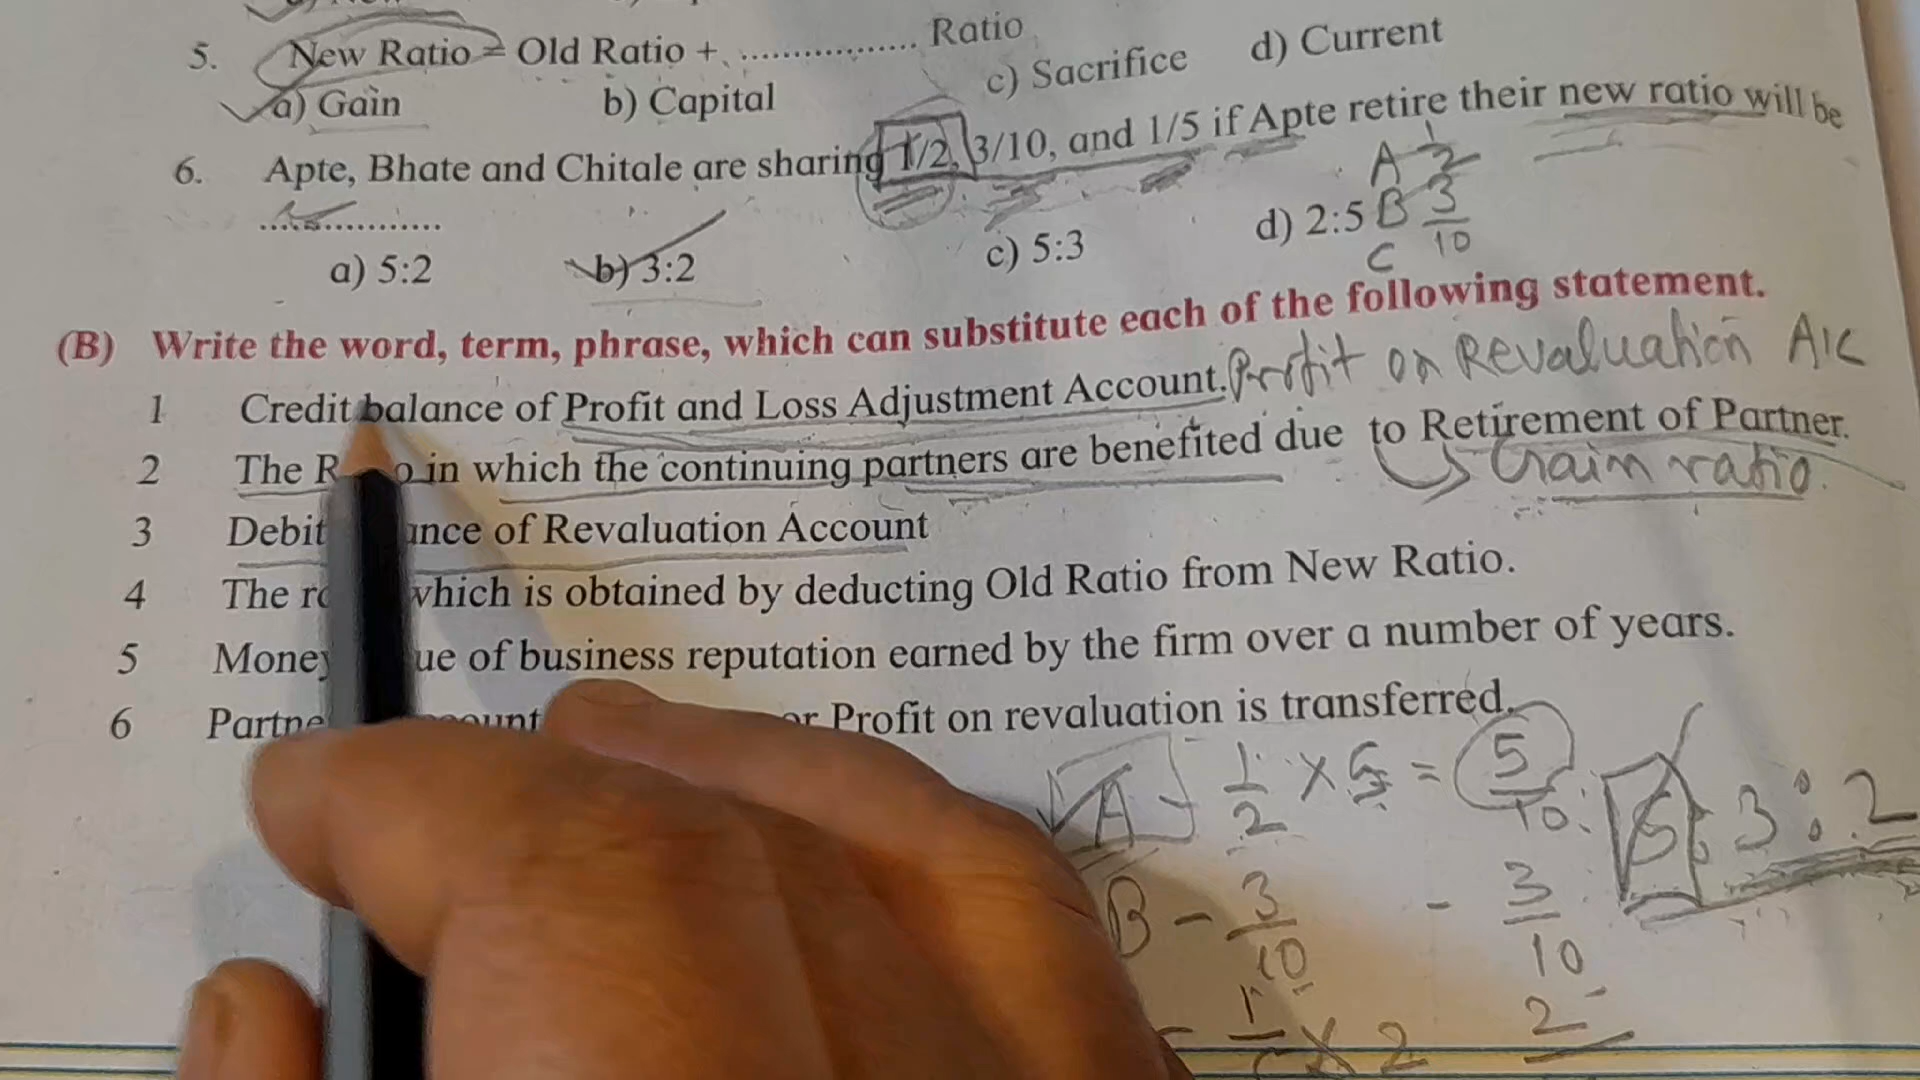 5. New Ratio = Old Ratio + ................. Ratio
a) Gain b) Capital c) Sacrifice d) Current
6. Apte, Bhate and Chitale are sharing 1/2, 3/10, and 1/5 if Apte retire their new ratio will be
....................
a) 5:2 b) 3:2 c) 5:3 d) 2:5
A 1/2
B 3/10
C
(B) Write the word, term, phrase, which can substitute each of the following statement.
1 Credit balance of Profit and Loss Adjustment Account. Profit on Revaluation A/C
2 The in which the continuing partners are benefited due to Retirement of Partner.
Gain ratio.
3 Debit of Revaluation Account
4 The which is obtained by deducting Old Ratio from New Ratio.
5 of business reputation earned by the firm over a number of years.
6 Profit on revaluation is transferred.
A - 1/2 × 5 = 5/10 : 5: 3 : 2
B - 3/10 - 3/10
- × 2 2